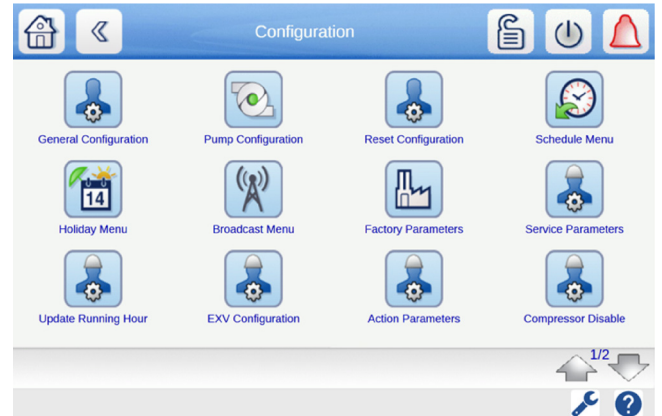 Configuration
General Configuration
Pump Configuration
Reset Configuration
Schedule Menu
14
Holiday Menu
Broadcast Menu
Factory Parameters
Service Parameters
Update Running Hour
EXV Configuration
Action Parameters
Compressor Disable
1/2
?